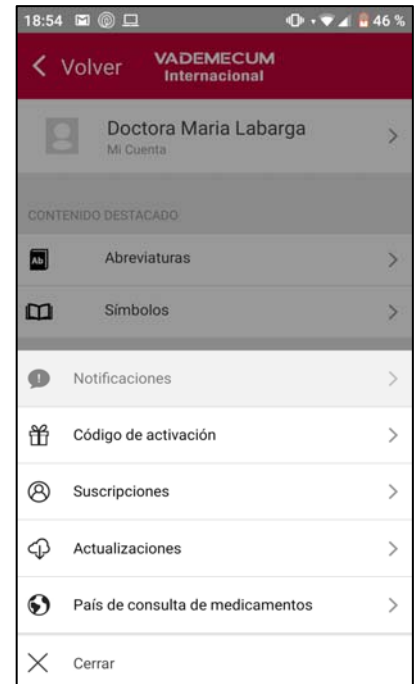 18:54 46 %
Volver
VADEMECUM
Internacional
Doctora Maria Labarga
Mi Cuenta
CONTENIDO DESTACADO
Ab Abreviaturas
Símbolos
Notificaciones
Código de activación
Suscripciones
Actualizaciones
País de consulta de medicamentos
Cerrar